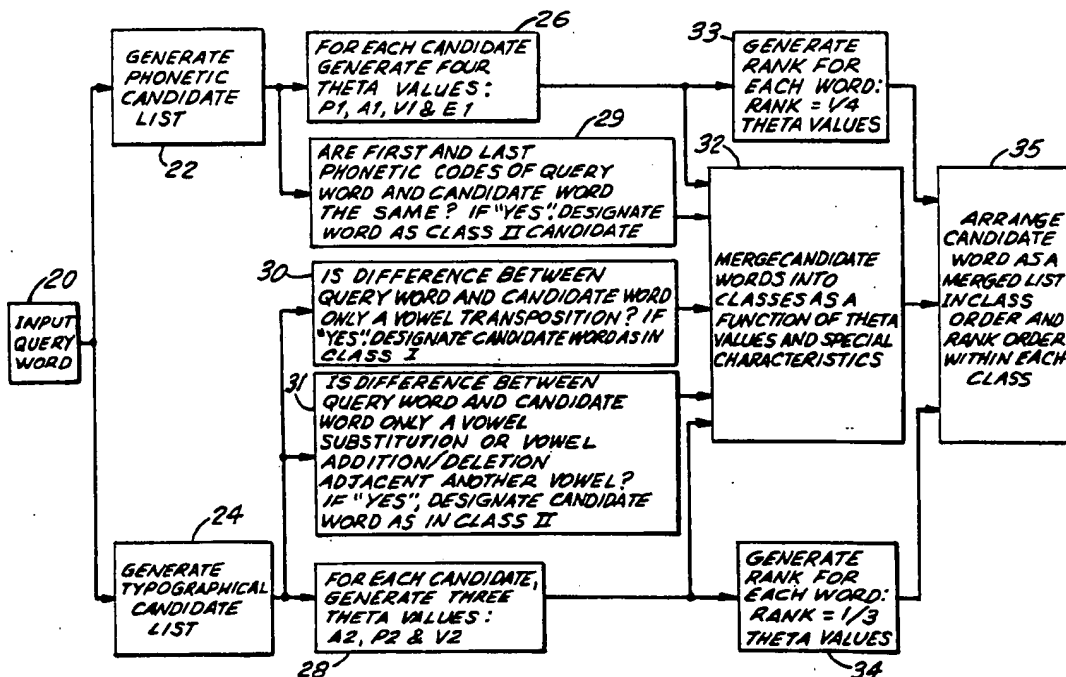 20
INPUT
QUERY
WORD
GENERATE
PHONETIC
CANDIDATE
LIST
22
24
GENERATE
TYPOGRAPHICAL
CANDIDATE
LIST
26
FOR EACH CANDIDATE
GENERATE FOUR
THETA VALUES:
P1, A1, V1 & E1
29
ARE FIRST AND LAST
PHONETIC CODES OF QUERY
WORD AND CANDIDATE WORD
THE SAME? IF "YES", DESIGNATE
WORD AS CLASS II CANDIDATE
30
IS DIFFERENCE BETWEEN
QUERY WORD AND CANDIDATE WORD
ONLY A VOWEL TRANSPOSITION? IF
"YES", DESIGNATE CANDIDATE WORD AS IN
CLASS I
31
IS DIFFERENCE BETWEEN
QUERY WORD AND CANDIDATE
WORD ONLY A VOWEL
SUBSTITUTION OR VOWEL
ADDITION/DELETION
ADJACENT ANOTHER VOWEL?
IF "YES", DESIGNATE CANDIDATE
WORD AS IN CLASS II
FOR EACH CANDIDATE,
GENERATE THREE
THETA VALUES:
A2, P2 & V2
28
33
GENERATE
RANK FOR
EACH WORD:
RANK = 1/4
THETA VALUES
32
MERGE CANDIDATE
WORDS INTO
CLASSES AS A
FUNCTION OF THETA
VALUES AND SPECIAL
CHARACTERISTICS
GENERATE
RANK FOR
EACH WORD:
RANK = 1/3
THETA VALUES
34
35
ARRANGE
CANDIDATE
WORD AS A
MERGED LIST
IN CLASS
ORDER AND
RANK ORDER
WITHIN EACH
CLASS